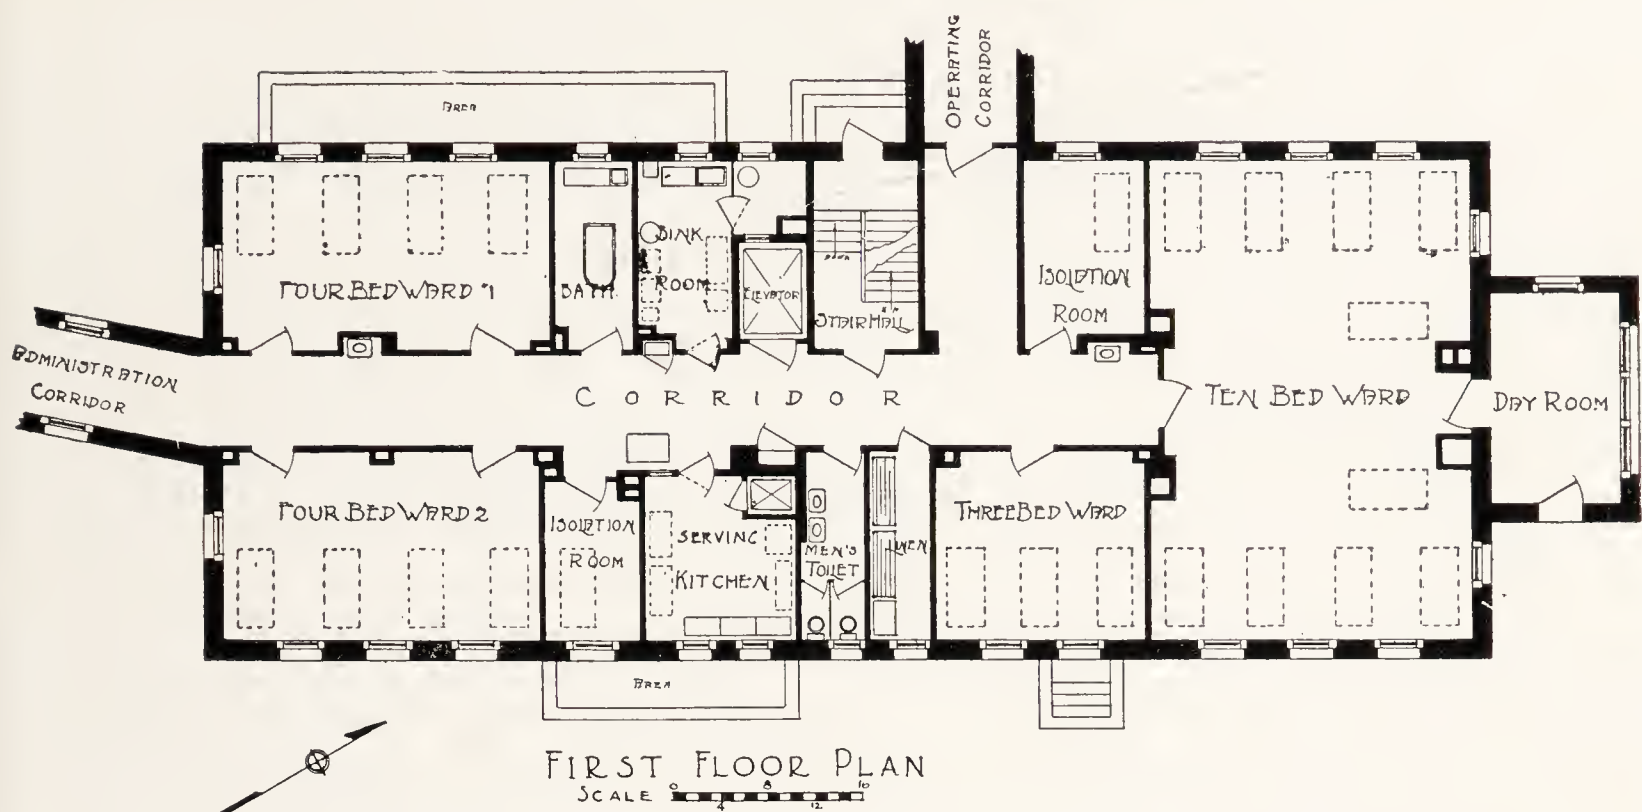 OPERATING
CORRIDOR
AREA
FOUR BED WARD 1
BATH
SINK
ROOM
ELEVATOR
DOWN
STAIR HALL
ISOLATION
ROOM
ADMINISTRATION
CORRIDOR
CORRIDOR
TEN BED WARD
DAY ROOM
FOUR BED WARD 2
ISOLATION
ROOM
SERVING
KITCHEN
MEN'S
TOILET
LINEN
THREE BED WARD
AREA
FIRST FLOOR PLAN
SCALE 0 8 16
4 12